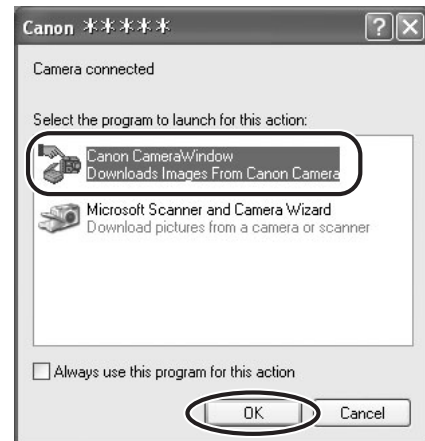 Canon *****
Camera connected
Select the program to launch for this action:
Canon CameraWindow
Downloads Images From Canon Camera
Microsoft Scanner and Camera Wizard
Download pictures from a camera or scanner
Always use this program for this action
OK
Cancel